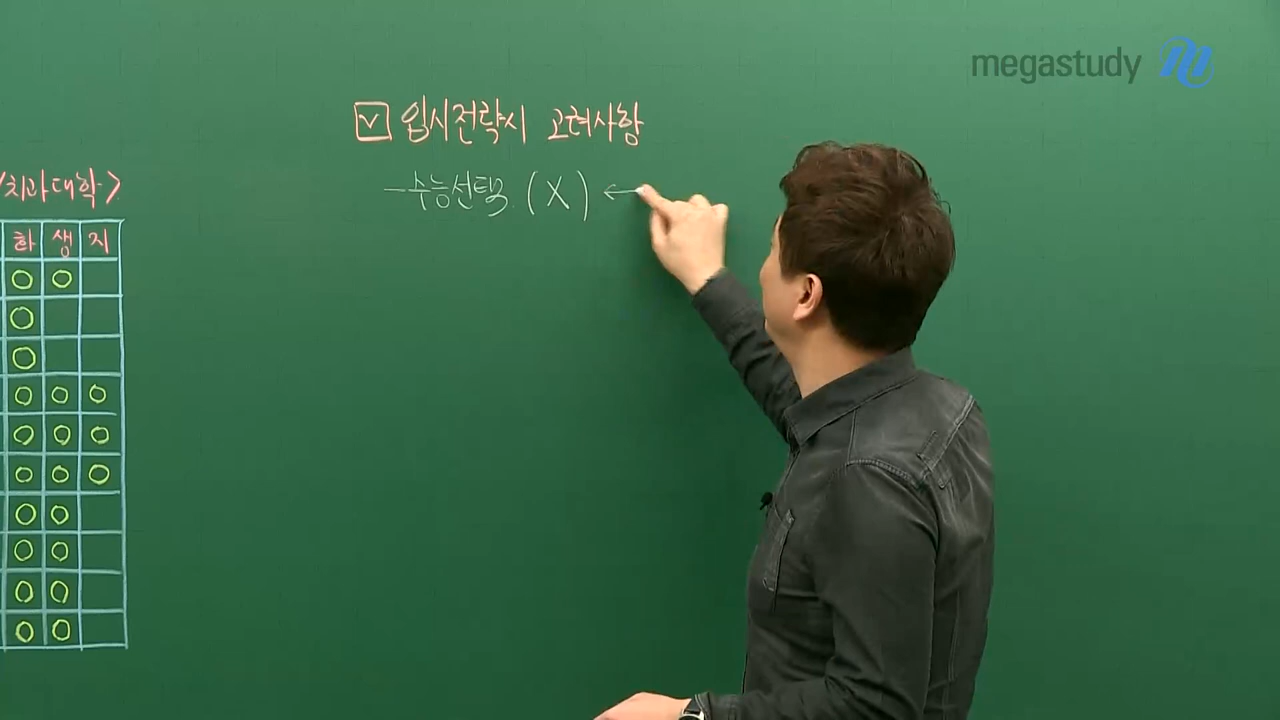 megastudy
☑ 입시전략시 고려사항
치과대학>
화 생 지
○ ○
○
○
○ ○ ○
○ ○ ○
○ ○ ○
○ ○
○ ○
○ ○
○ ○
-수능선택 (X) ←